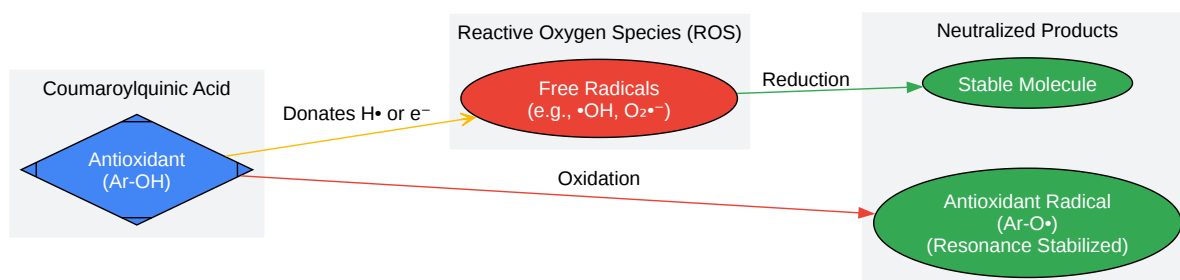 Coumaroylquinic Acid
Antioxidant
(Ar-OH)
Donates H• or e⁻
Reactive Oxygen Species (ROS)
Free Radicals
(e.g., •OH, O₂•⁻)
Reduction
Oxidation
Neutralized Products
Stable Molecule
Antioxidant Radical
(Ar-O•)
(Resonance Stabilized)